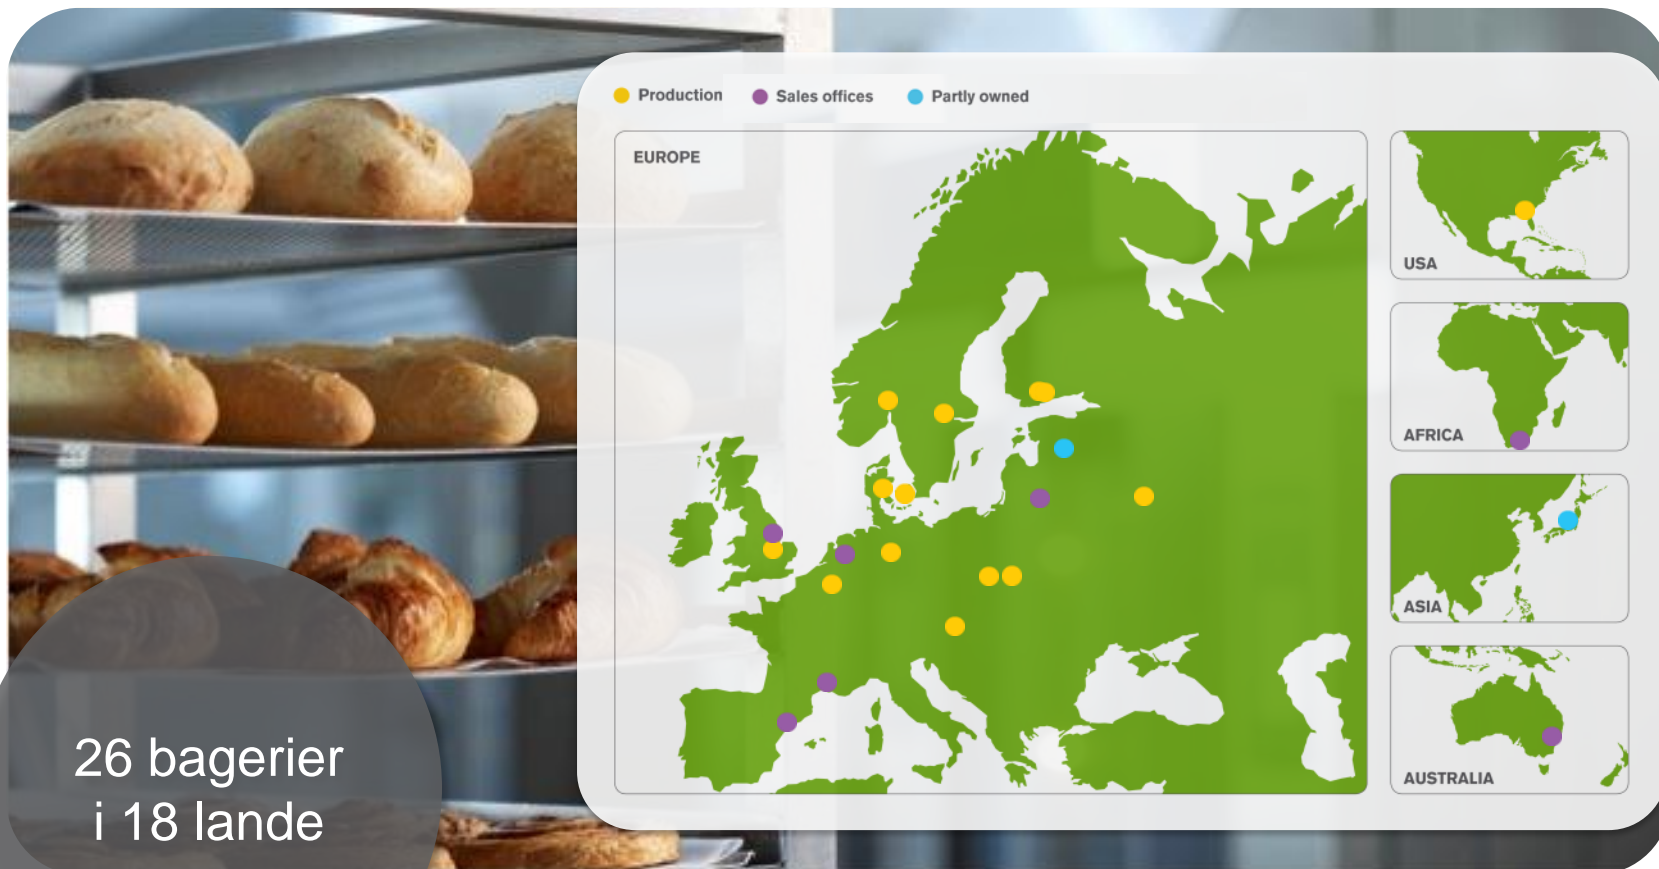 Production
Sales offices
Partly owned
EUROPE
USA
AFRICA
ASIA
AUSTRALIA
26 bagerier
i 18 lande